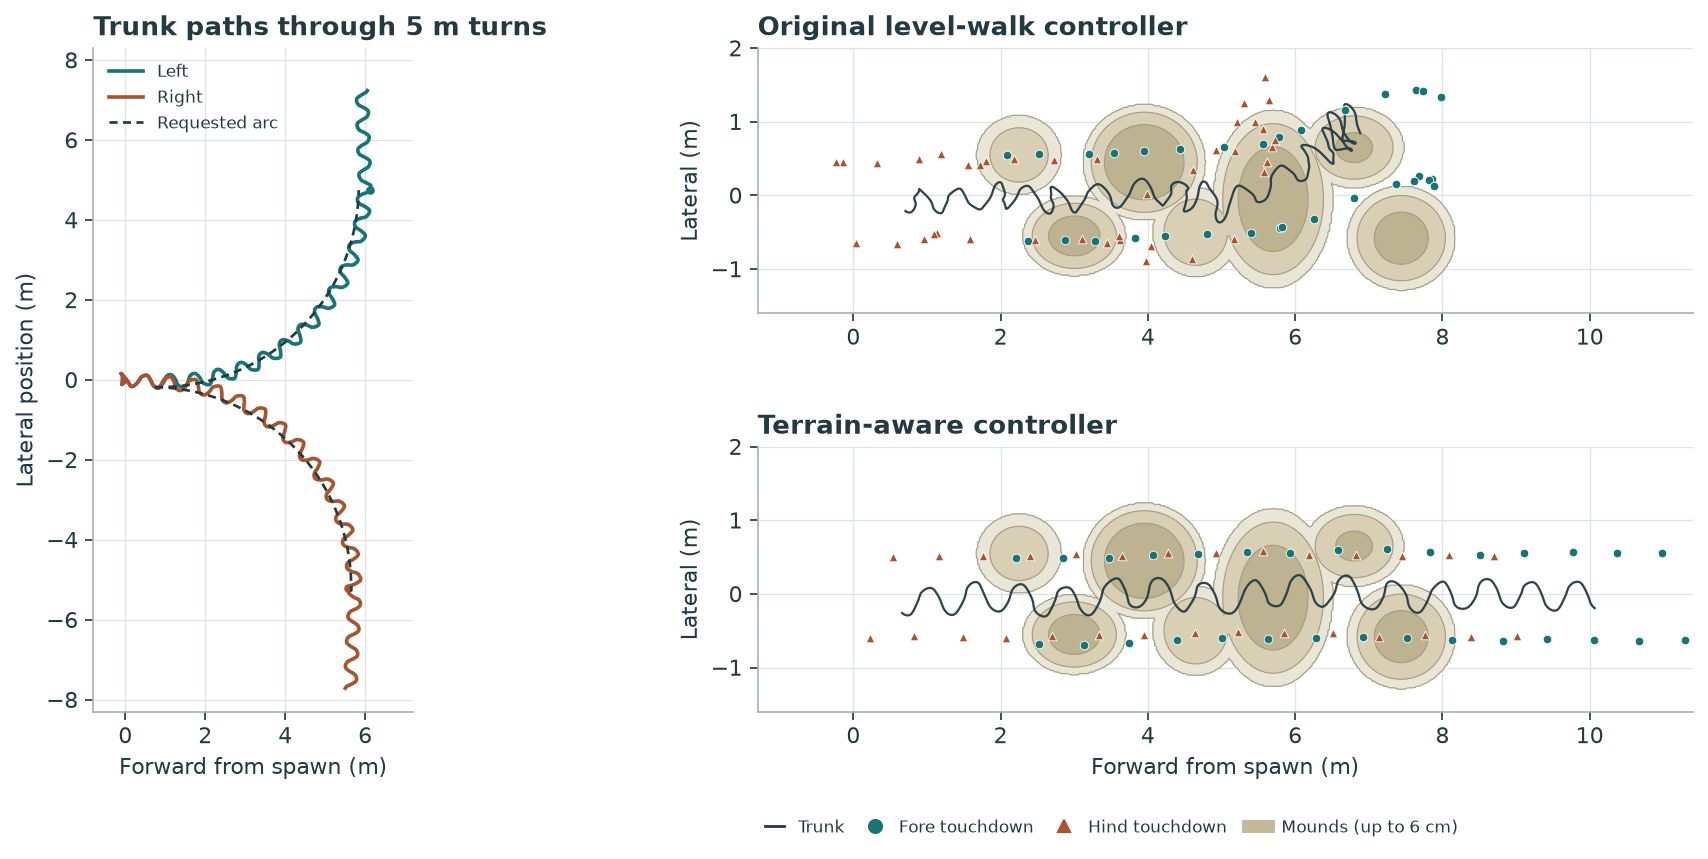 Trunk paths through 5 m turns
Left
Right
Requested arc
8
6
4
2
0
−2
−4
−6
−8
Lateral position (m)
0 2 4 6
Forward from spawn (m)
Original level-walk controller
2
1
0
−1
Lateral (m)
0 2 4 6 8 10
Terrain-aware controller
2
1
0
−1
Lateral (m)
0 2 4 6 8 10
Forward from spawn (m)
Trunk Fore touchdown Hind touchdown Mounds (up to 6 cm)